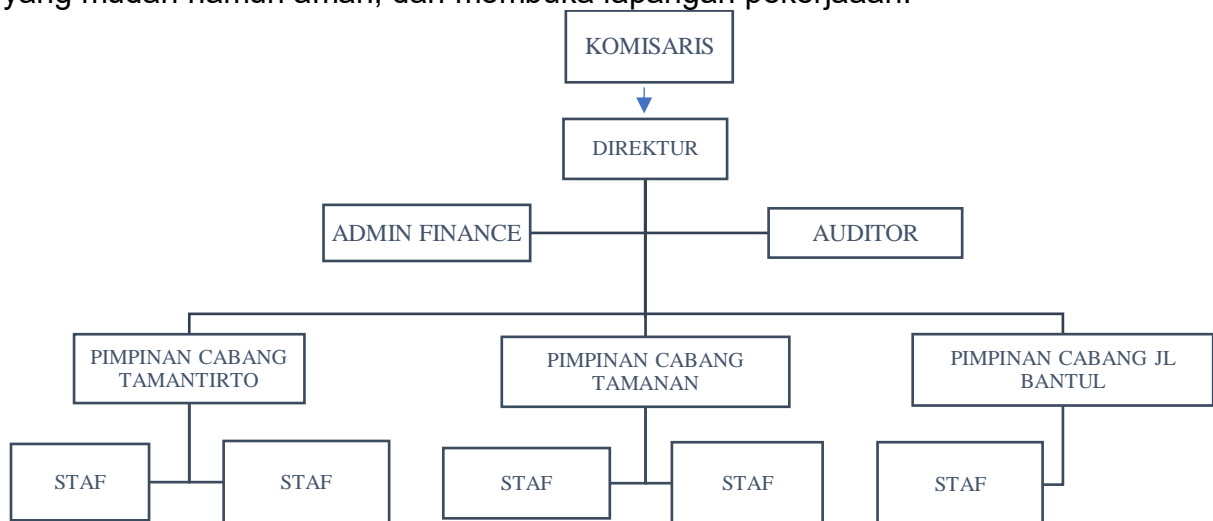 yang mudah namun aman, dan membuka lapangan pekerjaaan.
KOMISARIS
DIREKTUR
ADMIN FINANCE
AUDITOR
PIMPINAN CABANG
TAMANTIRTO
PIMPINAN CABANG
TAMANAN
PIMPINAN CABANG JL
BANTUL
STAF
STAF
STAF
STAF
STAF